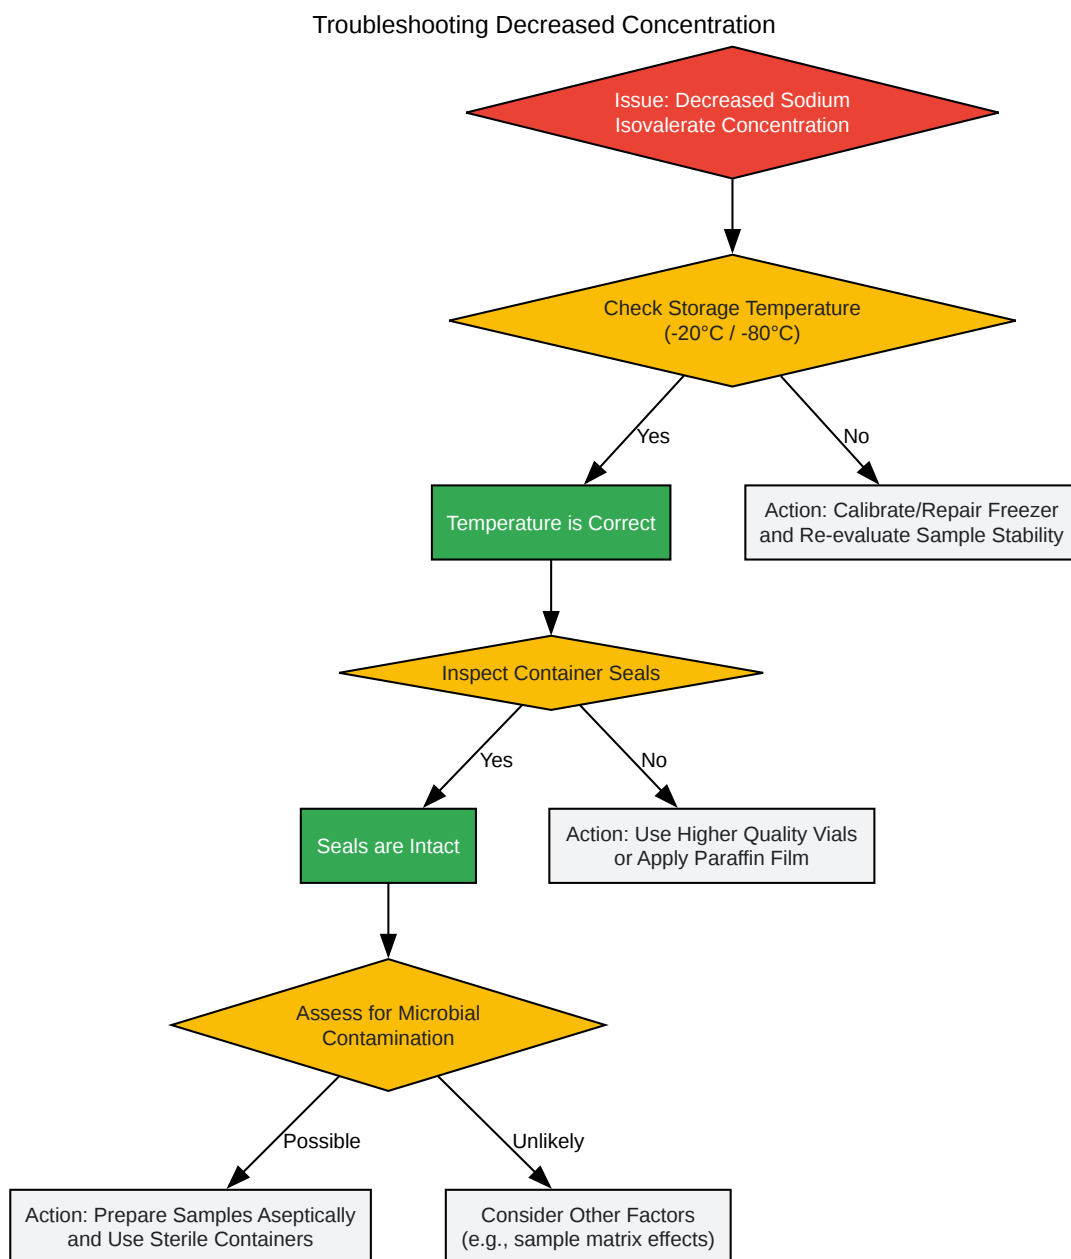 Troubleshooting Decreased Concentration
Issue: Decreased Sodium
Isovalerate Concentration
Check Storage Temperature
(-20°C / -80°C)
Yes
No
Temperature is Correct
Action: Calibrate/Repair Freezer
and Re-evaluate Sample Stability
Inspect Container Seals
Yes
No
Seals are Intact
Action: Use Higher Quality Vials
or Apply Paraffin Film
Assess for Microbial
Contamination
Possible
Unlikely
Action: Prepare Samples Aseptically
and Use Sterile Containers
Consider Other Factors
(e.g., sample matrix effects)